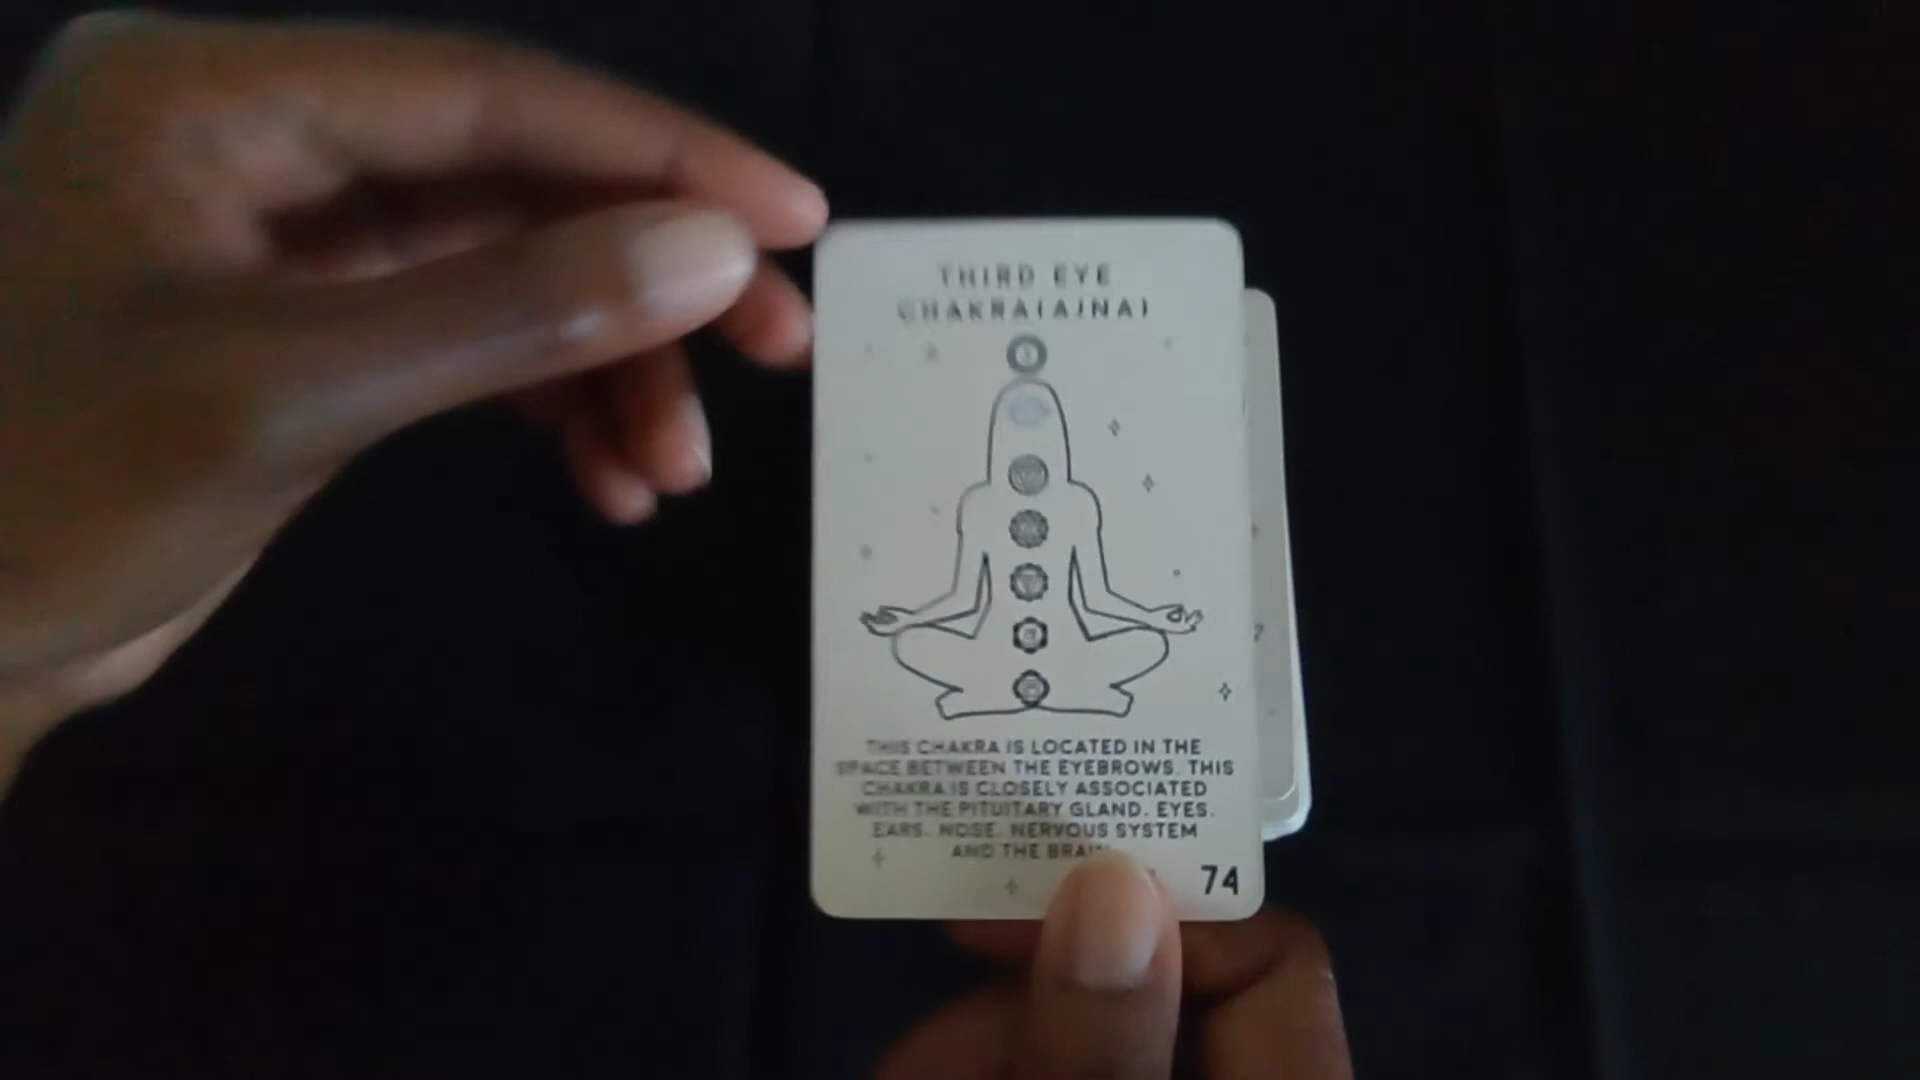 THIRD EYE
CHAKRA(AJNA)
THIS CHAKRA IS LOCATED IN THE
SPACE BETWEEN THE EYEBROWS. THIS
CHAKRA IS CLOSELY ASSOCIATED
WITH THE PITUITARY GLAND. EYES.
EARS. NOSE. NERVOUS SYSTEM
AND THE BRAIN
74